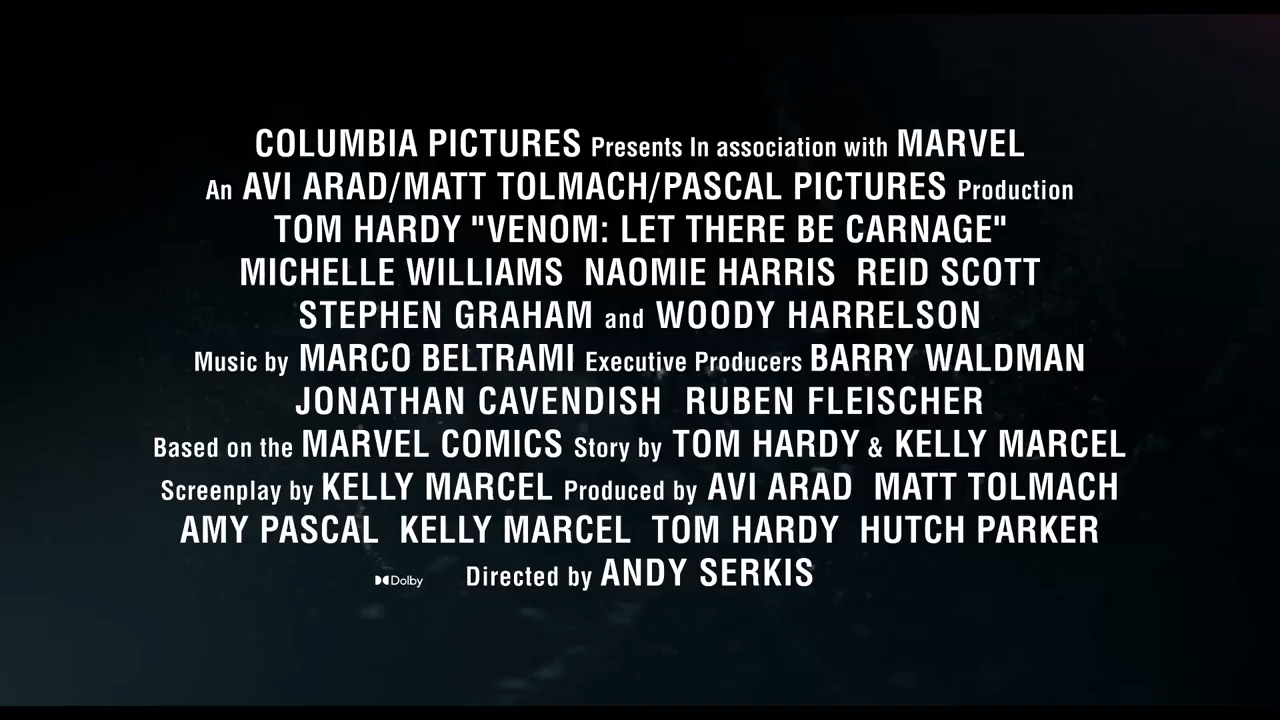 COLUMBIA PICTURES Presents In association with MARVEL
An AVI ARAD/MATT TOLMACH/PASCAL PICTURES Production
TOM HARDY "VENOM: LET THERE BE CARNAGE"
MICHELLE WILLIAMS NAOMIE HARRIS REID SCOTT
STEPHEN GRAHAM and WOODY HARRELSON
Music by MARCO BELTRAMI Executive Producers BARRY WALDMAN
JONATHAN CAVENDISH RUBEN FLEISCHER
Based on the MARVEL COMICS Story by TOM HARDY & KELLY MARCEL
Screenplay by KELLY MARCEL Produced by AVI ARAD MATT TOLMACH
AMY PASCAL KELLY MARCEL TOM HARDY HUTCH PARKER
Dolby Directed by ANDY SERKIS